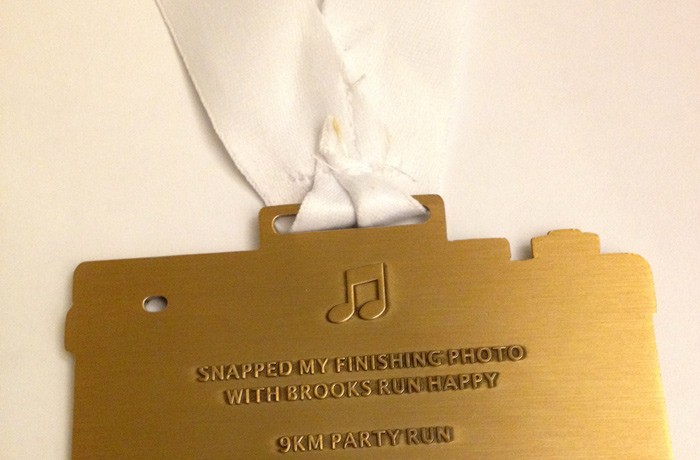 SNAPPED MY FINISHING PHOTO
WITH BROOKS RUN HAPPY
9KM PARTY RUN